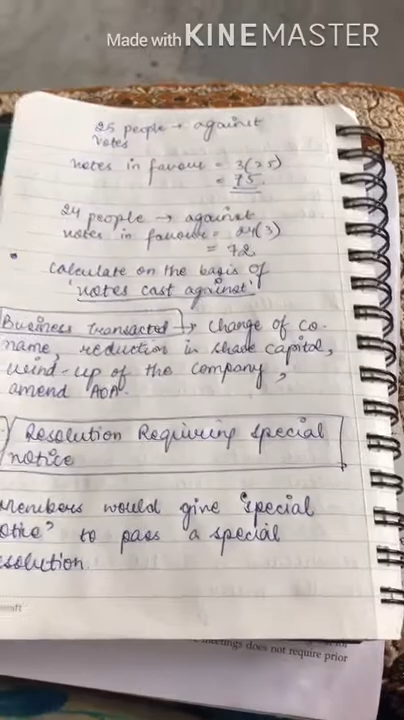 Made with KINEMASTER
25 people → against
votes
votes in favour = 3(25)
= 75.
24 people → against
votes in favour = 24(3)
= 72
calculate on the basis of
'votes cast against'.
Business transacted → change of co-
name, reduction in share capital,
wind-up of the company,
amend AOA.
Resolution Requiring special
notice
Members would give "special
otice" to pass a special
esolution.
meetings does not require prior